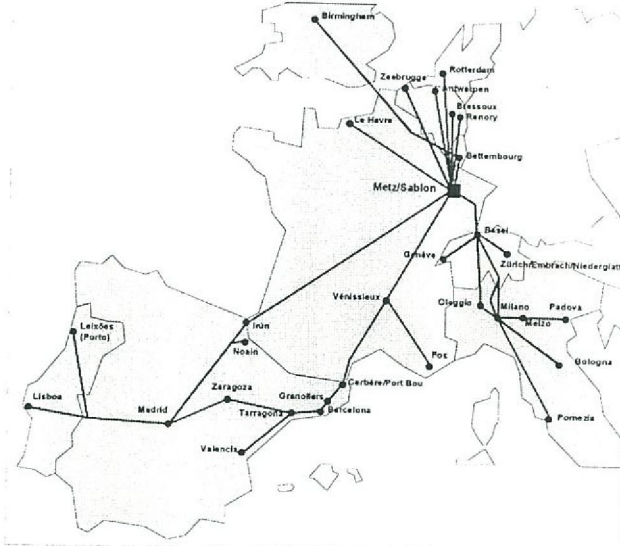 Birmingham
Rotterdam
Zeebrugge
Antwerpen
Bressoux
Renory
Le Havre
Bettembourg
Metz/Sablon
Basel
Genève
Zürich/Embrach/Niederglatt
Vénissieux
Oleggio
Milano
Padova
Melzo
Leixões
(Porto)
Irún
Noain
Fos
Bologna
Cerbère/Port Bou
Zaragoza
Granollers
Lisboa
Madrid
Tarragona
Barcelona
Pomezia
Valencia